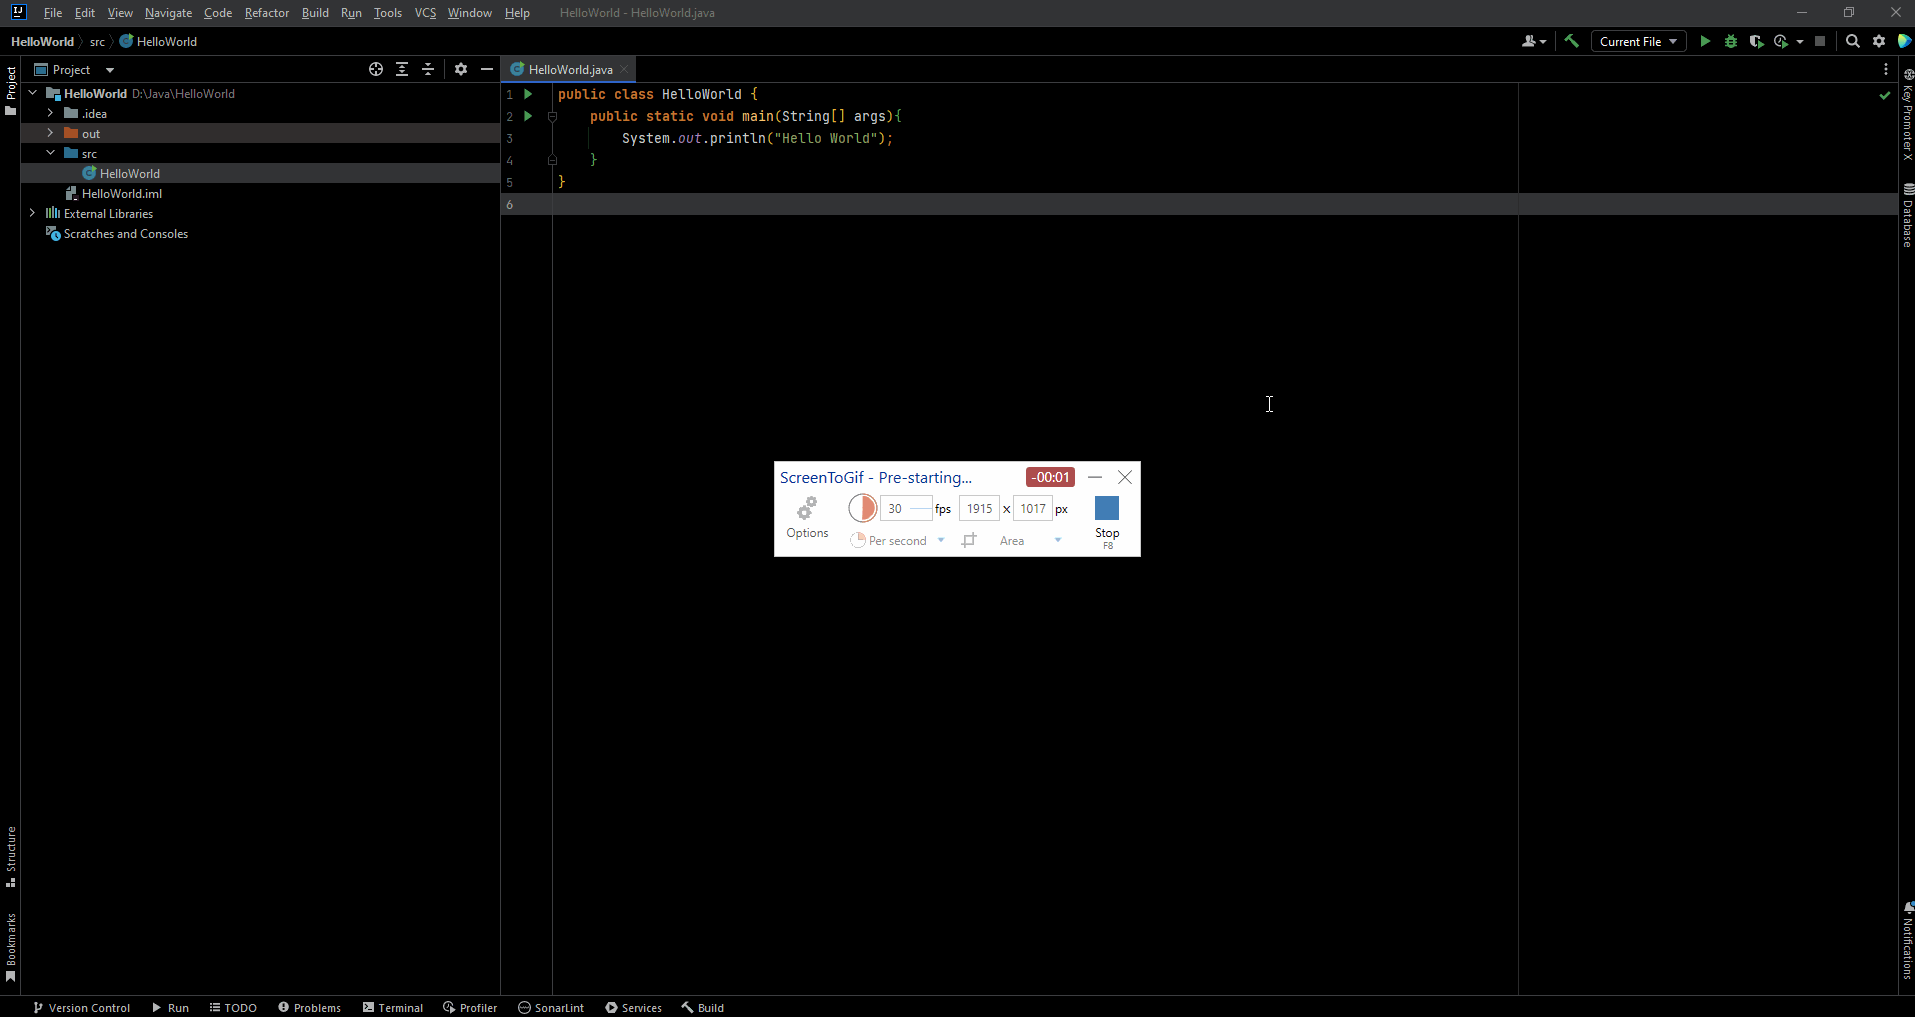 IJ File Edit View Navigate Code Refactor Build Run Tools VCS Window Help HelloWorld - HelloWorld.java
HelloWorld src HelloWorld
Current File
Project
HelloWorld D:\Java\HelloWorld
.idea
out
src
HelloWorld
HelloWorld.iml
External Libraries
Scratches and Consoles
Project
Structure
Bookmarks
HelloWorld.java
1 public class HelloWorld {
2 public static void main(String[] args){
3 System.out.println("Hello World");
4 }
5 }
6
ScreenToGif - Pre-starting... -00:01
30 fps 1915 x 1017 px
Options Per second Area Stop
F8
Key Promoter X
Database
Notifications
Version Control Run TODO Problems Terminal Profiler SonarLint Services Build